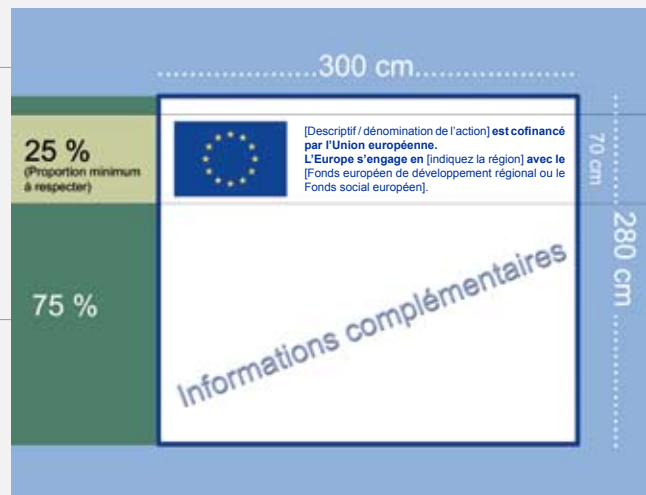 300 cm
25 %
(Proportion minimum
à respecter)
[Descriptif / dénomination de l'action] est cofinancé
par l'Union européenne.
L'Europe s'engage en [indiquez la région] avec le
[Fonds européen de développement régional ou le
Fonds social européen].
70 cm
280 cm
75 %
Informations complémentaires